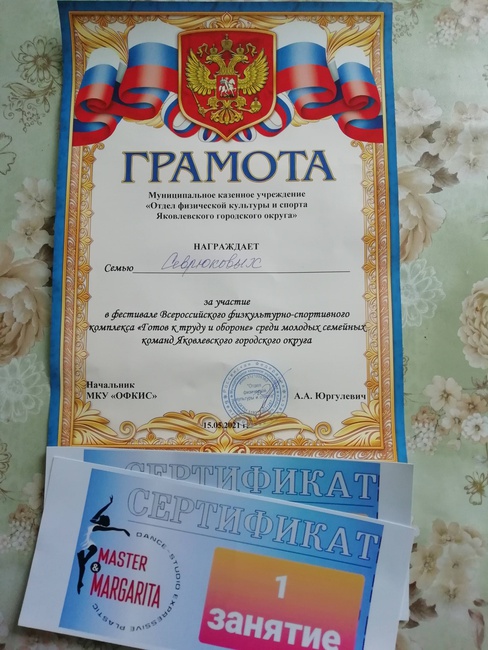 ГРАМОТА
Муниципальное казенное учреждение
«Отдел физической культуры и спорта
Яковлевского городского округа»
НАГРАЖДАЕТ
Семью Севрюковых
за участие
в фестивале Всероссийского физкультурно-спортивного
комплекса «Готов к труду и обороне» среди молодых семейных
команд Яковлевского городского округа
Начальник
МКУ «ОФКИС»
А.А. Юргулевич
15.05.2021 г.
СЕРТИФИКАТ
СЕРТИФИКАТ
DANCE-STUDIO EXPRESSIVE PLASTIC
MASTER
&
MARGARITA
1
занятие